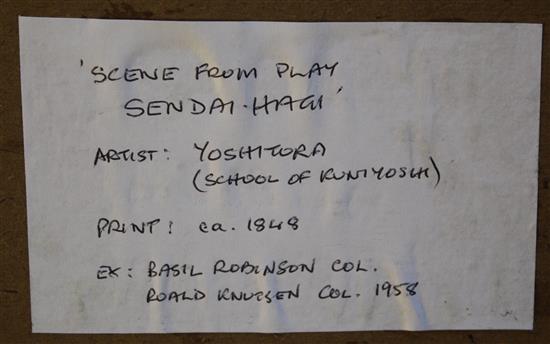 'SCENE FROM PLAY
SENDAI-HAGI'
ARTIST: YOSHITORA
(SCHOOL OF KUNIYOSHI)
PRINT: ca. 1848
EX: BASIL ROBINSON COL.
ROALD KNUTSEN COL. 1958